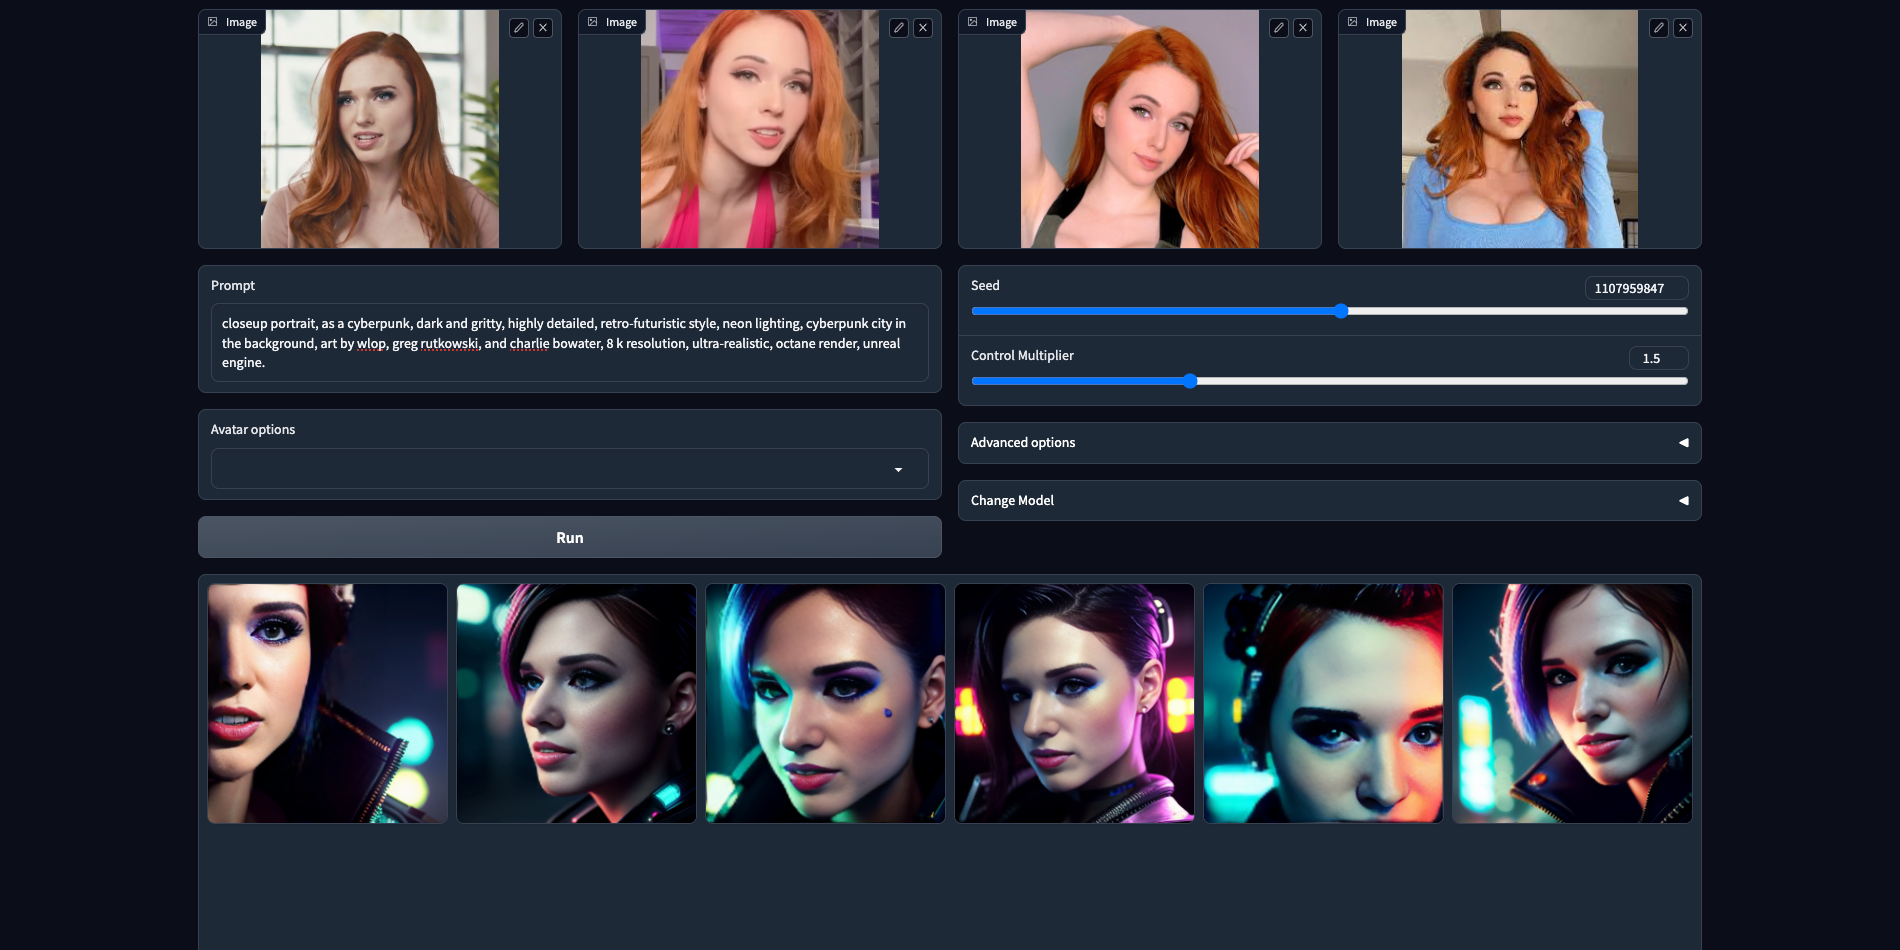 Image
Image
Image
Image
Prompt
closeup portrait, as a cyberpunk, dark and gritty, highly detailed, retro-futuristic style, neon lighting, cyberpunk city in
the background, art by wlop, greg rutkowski, and charlie bowater, 8 k resolution, ultra-realistic, octane render, unreal
engine.
Seed
1107959847
Control Multiplier
1.5
Avatar options
Advanced options
Change Model
Run